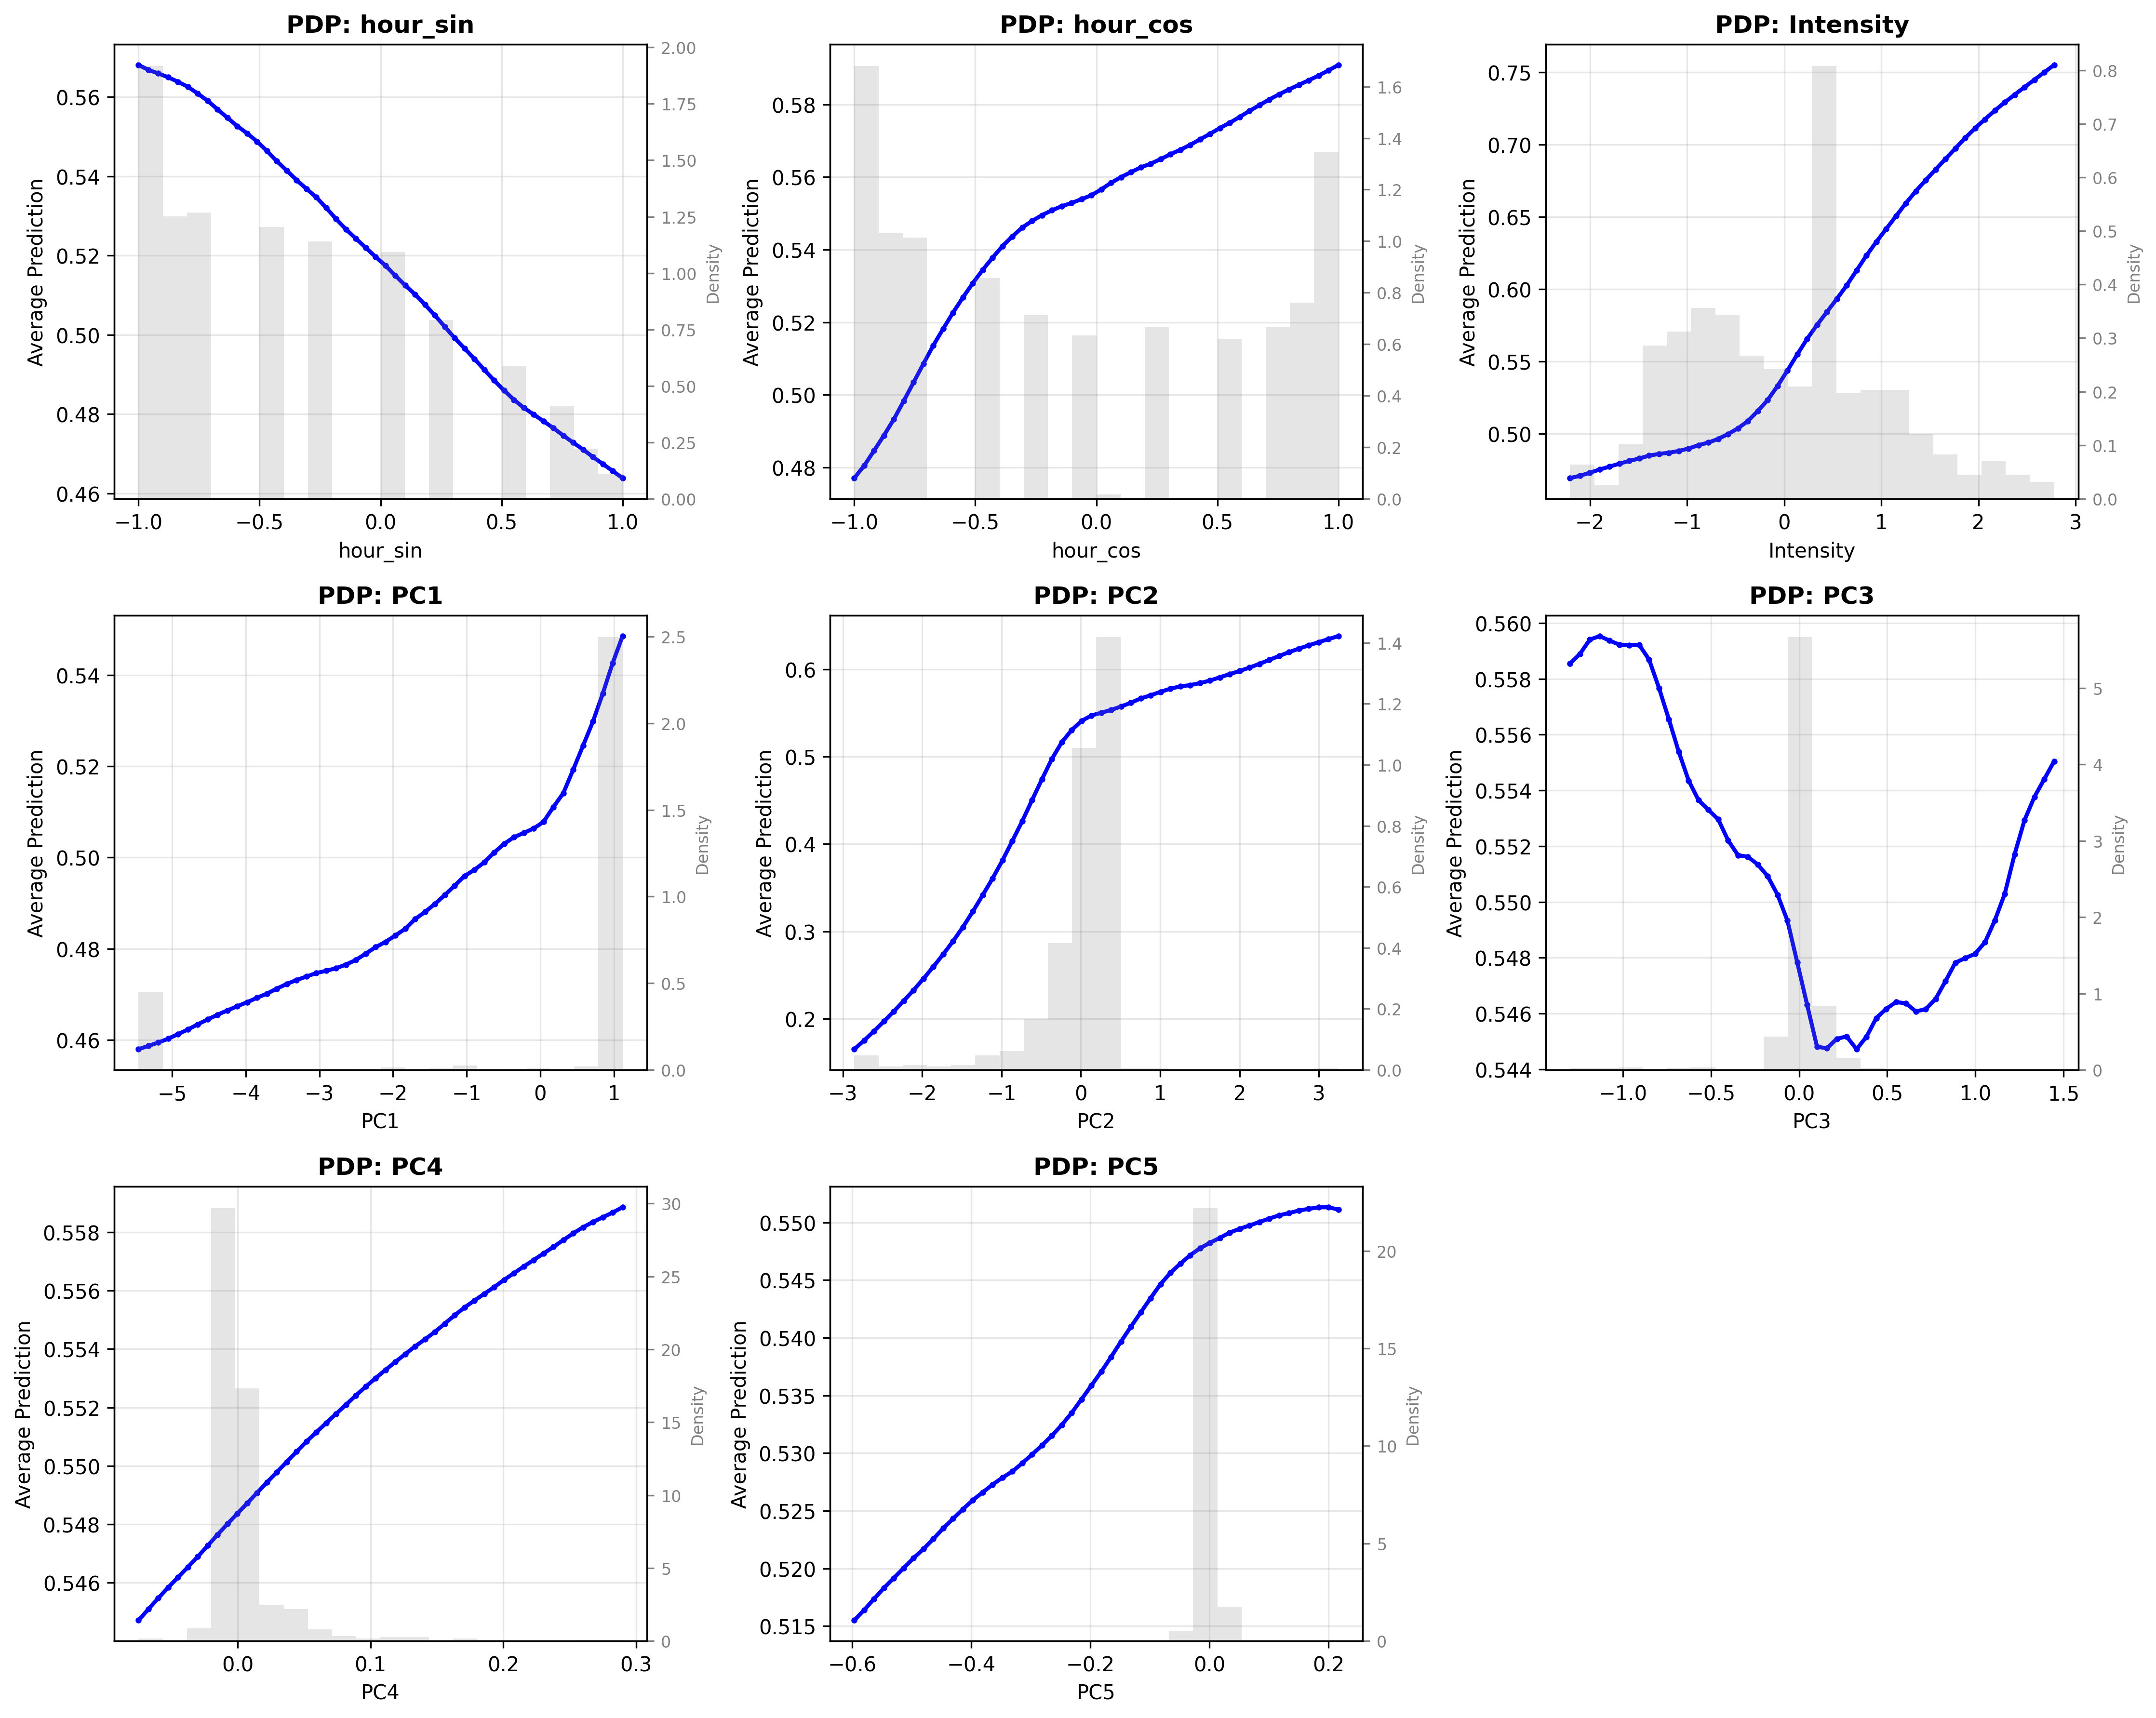 PDP: hour_sin
Average Prediction
0.56
0.54
0.52
0.50
0.48
0.46
2.00
1.75
1.50
1.25
1.00
0.75
0.50
0.25
0.00
Density
−1.0 −0.5 0.0 0.5 1.0
hour_sin
PDP: hour_cos
Average Prediction
0.58
0.56
0.54
0.52
0.50
0.48
1.6
1.4
1.2
1.0
0.8
0.6
0.4
0.2
0.0
Density
−1.0 −0.5 0.0 0.5 1.0
hour_cos
PDP: Intensity
Average Prediction
0.75
0.70
0.65
0.60
0.55
0.50
0.8
0.7
0.6
0.5
0.4
0.3
0.2
0.1
0.0
Density
−2 −1 0 1 2 3
Intensity
PDP: PC1
Average Prediction
0.54
0.52
0.50
0.48
0.46
2.5
2.0
1.5
1.0
0.5
0.0
Density
−5 −4 −3 −2 −1 0 1
PC1
PDP: PC2
Average Prediction
0.6
0.5
0.4
0.3
0.2
1.4
1.2
1.0
0.8
0.6
0.4
0.2
0.0
Density
−3 −2 −1 0 1 2 3
PC2
PDP: PC3
Average Prediction
0.560
0.558
0.556
0.554
0.552
0.550
0.548
0.546
0.544
5
4
3
2
1
0
Density
−1.0 −0.5 0.0 0.5 1.0 1.5
PC3
PDP: PC4
Average Prediction
0.558
0.556
0.554
0.552
0.550
0.548
0.546
30
25
20
15
10
5
0
Density
0.0 0.1 0.2 0.3
PC4
PDP: PC5
Average Prediction
0.550
0.545
0.540
0.535
0.530
0.525
0.520
0.515
20
15
10
5
0
Density
−0.6 −0.4 −0.2 0.0 0.2
PC5